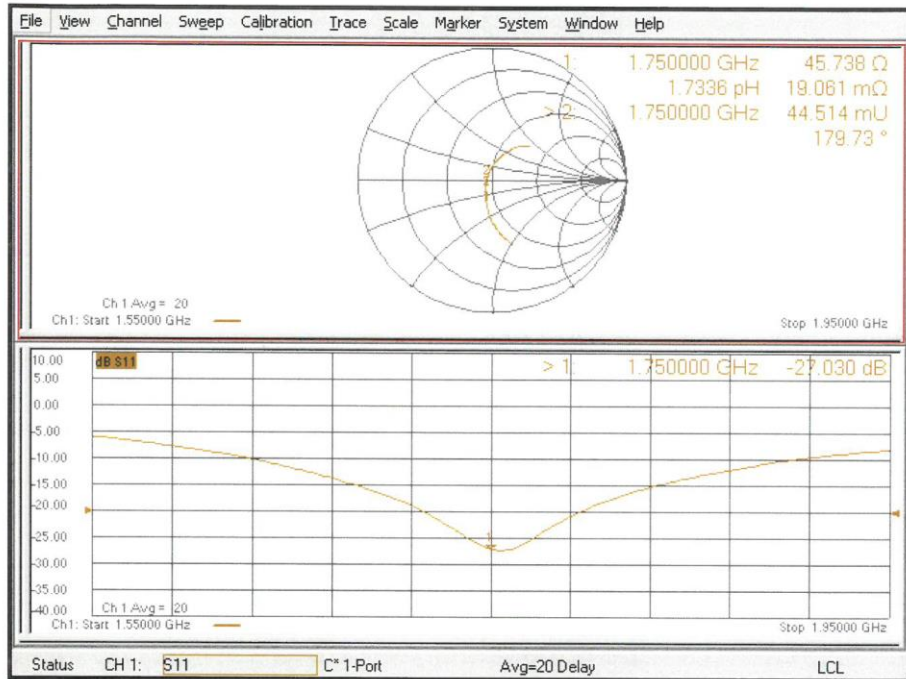 File View Channel Sweep Calibration Trace Scale Marker System Window Help
1: 1.750000 GHz 45.738 Ω
1.7336 pH 19.061 mΩ
> 2: 1.750000 GHz 44.514 mU
179.73 °
Ch 1 Avg = 20
Ch1: Start 1.55000 GHz
Stop 1.95000 GHz
10.00 dB S11 > 1: 1.750000 GHz -27.030 dB
5.00
0.00
-5.00
-10.00
-15.00
-20.00
-25.00
-30.00
-35.00
-40.00 Ch 1 Avg = 20
Ch1: Start 1.55000 GHz Stop 1.95000 GHz
Status CH 1: S11 C* 1-Port Avg=20 Delay LCL